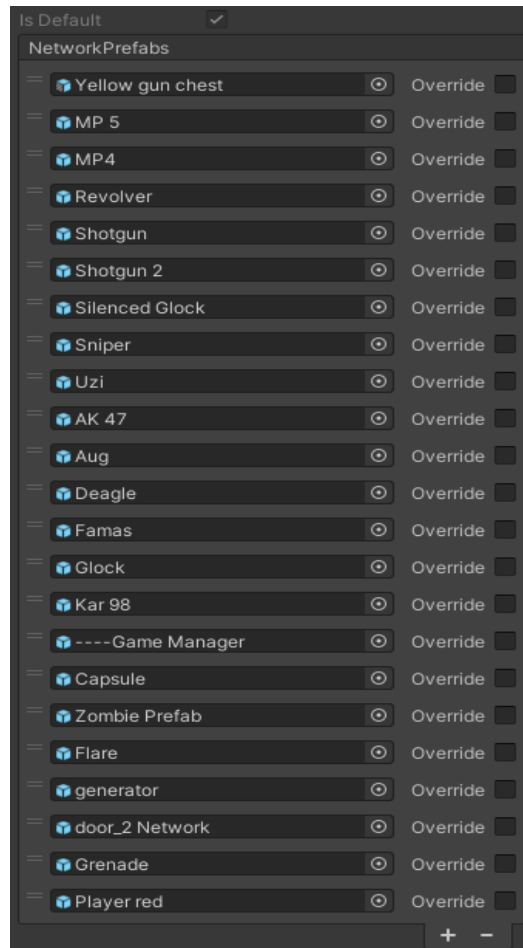 Is Default
NetworkPrefabs
Yellow gun chest Override
MP 5 Override
MP4 Override
Revolver Override
Shotgun Override
Shotgun 2 Override
Silenced Glock Override
Sniper Override
Uzi Override
AK 47 Override
Aug Override
Deagle Override
Famas Override
Glock Override
Kar 98 Override
----Game Manager Override
Capsule Override
Zombie Prefab Override
Flare Override
generator Override
door_2 Network Override
Grenade Override
Player red Override
+ -